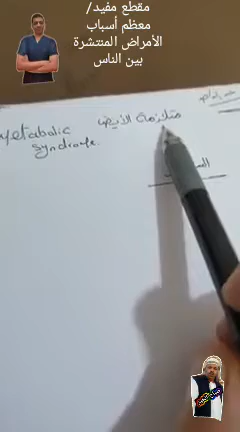 مقطع مفيد/
معظم أسباب
الأمراض المنتشرة
بين الناس
متلازمة الأيض
Metabolic
Syndrome.